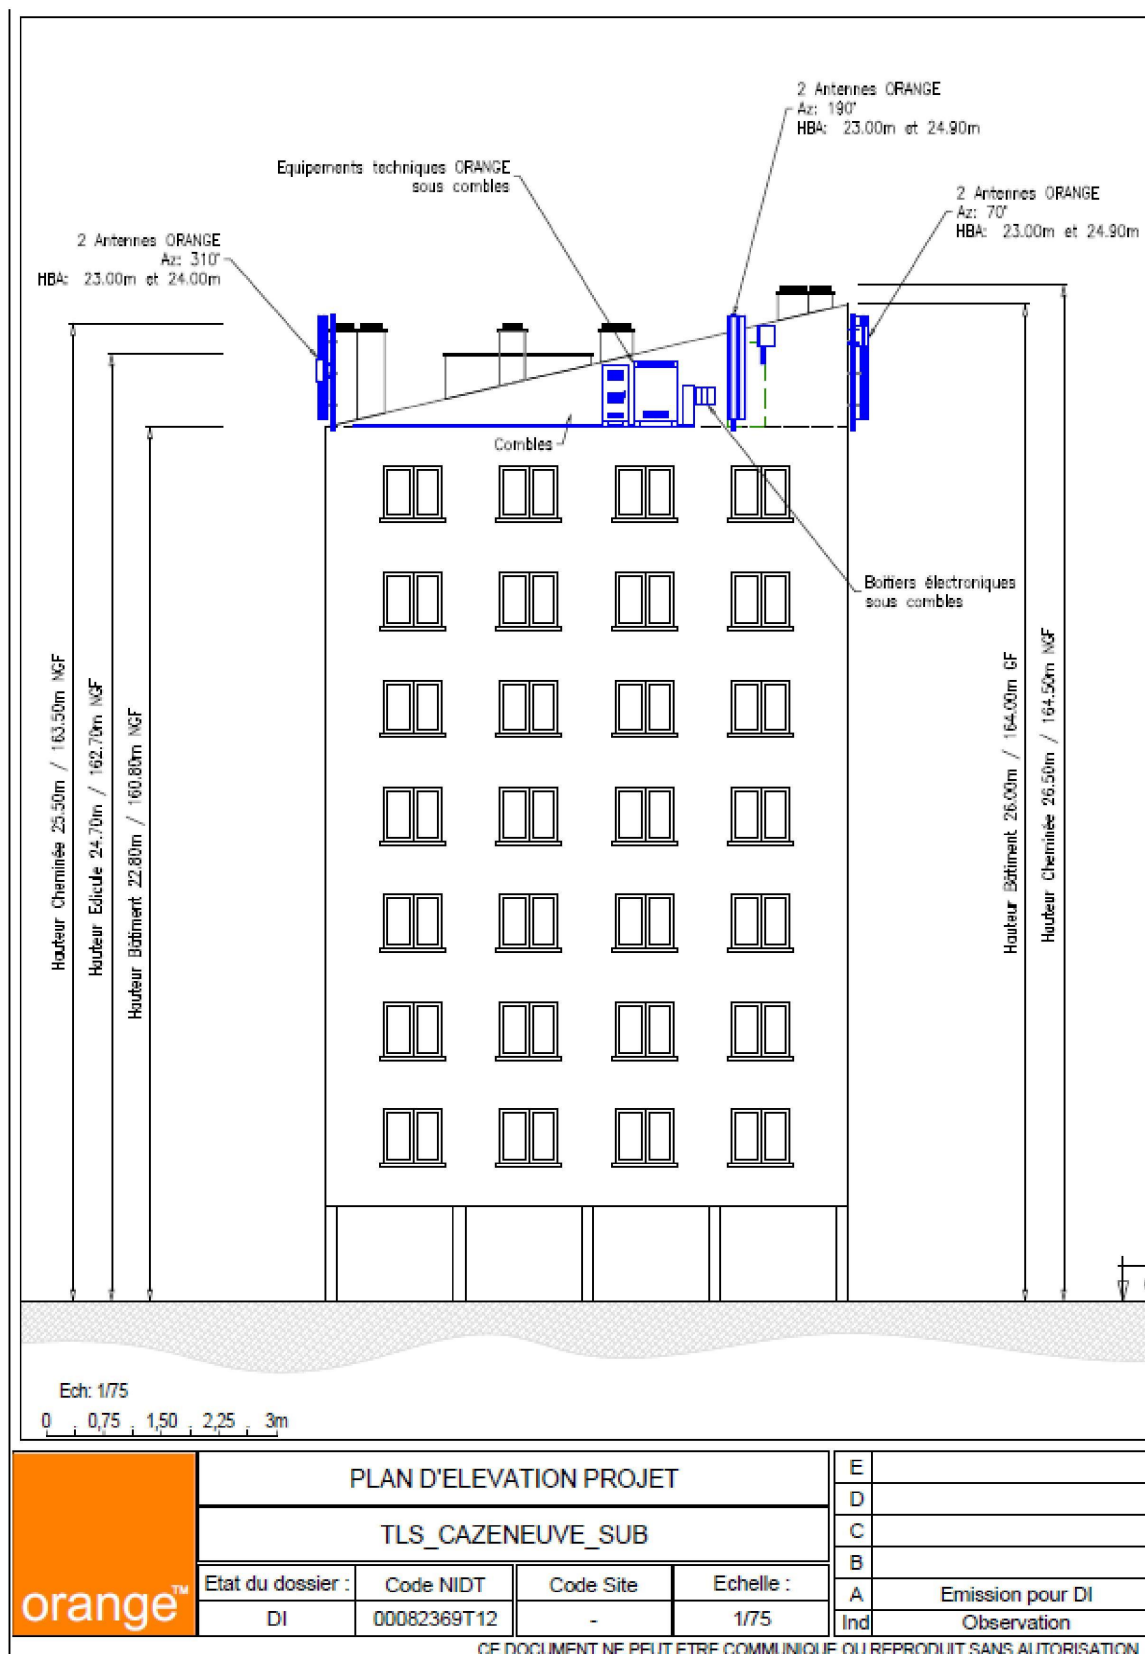 2 Antennes ORANGE
Az: 190°
HBA: 23.00m et 24.90m
Equipements techniques ORANGE
sous combles
2 Antennes ORANGE
Az: 70°
HBA: 23.00m et 24.90m
2 Antennes ORANGE
Az: 310°
HBA: 23.00m et 24.00m
Combles
Boitiers électroniques
sous combles
Hauteur Cheminée 25.50m / 163.50m NGF
Hauteur Edicule 24.70m / 162.70m NGF
Hauteur Bâtiment 22.80m / 160.80m NGF
Hauteur Bâtiment 26.00m / 164.00m GF
Hauteur Cheminée 26.50m / 164.50m NGF
Ech: 1/75
0 0,75 1,50 2,25 3m
orange™
PLAN D'ELEVATION PROJET
TLS_CAZENEUVE_SUB
Etat du dossier : Code NIDT Code Site Echelle :
DI 00082369T12 - 1/75
E
D
C
B
A Emission pour DI
Ind Observation
CE DOCUMENT NE PEUT ETRE COMMUNIQUE OU REPRODUIT SANS AUTORISATION